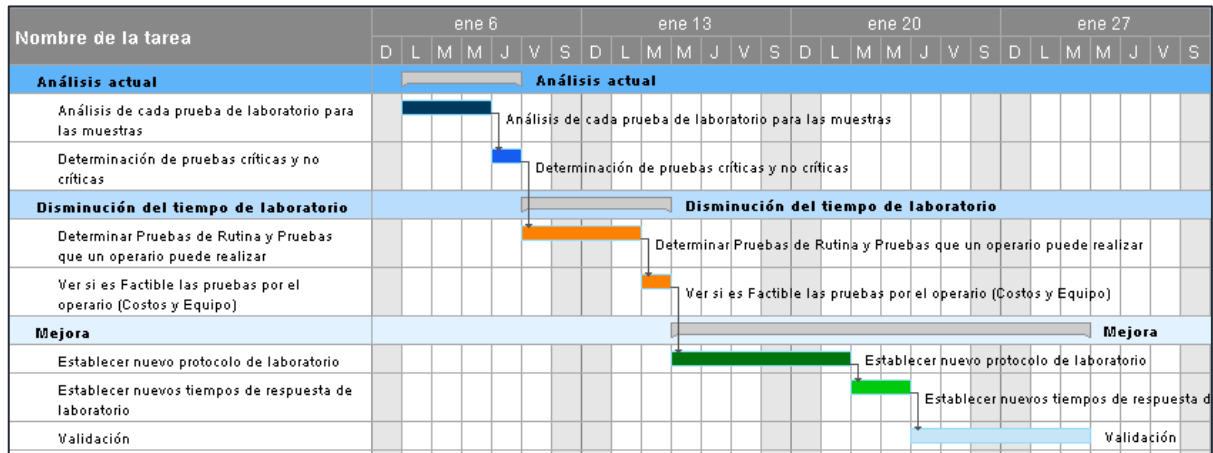 Nombre de la tarea
ene 6 ene 13 ene 20 ene 27
D L M M J V S D L M M J V S D L M M J V S D L M M J V S
Análisis actual Análisis actual
Análisis de cada prueba de laboratorio para
las muestras
Análisis de cada prueba de laboratorio para las muestras
Determinación de pruebas críticas y no
críticas
Determinación de pruebas críticas y no críticas
Disminución del tiempo de laboratorio Disminución del tiempo de laboratorio
Determinar Pruebas de Rutina y Pruebas
que un operario puede realizar
Determinar Pruebas de Rutina y Pruebas que un operario puede realizar
Ver si es Factible las pruebas por el
operario (Costos y Equipo)
Ver si es Factible las pruebas por el operario (Costos y Equipo)
Mejora Mejora
Establecer nuevo protocolo de laboratorio Establecer nuevo protocolo de laboratorio
Establecer nuevos tiempos de respuesta de
laboratorio
Establecer nuevos tiempos de respuesta d
Validación Validación